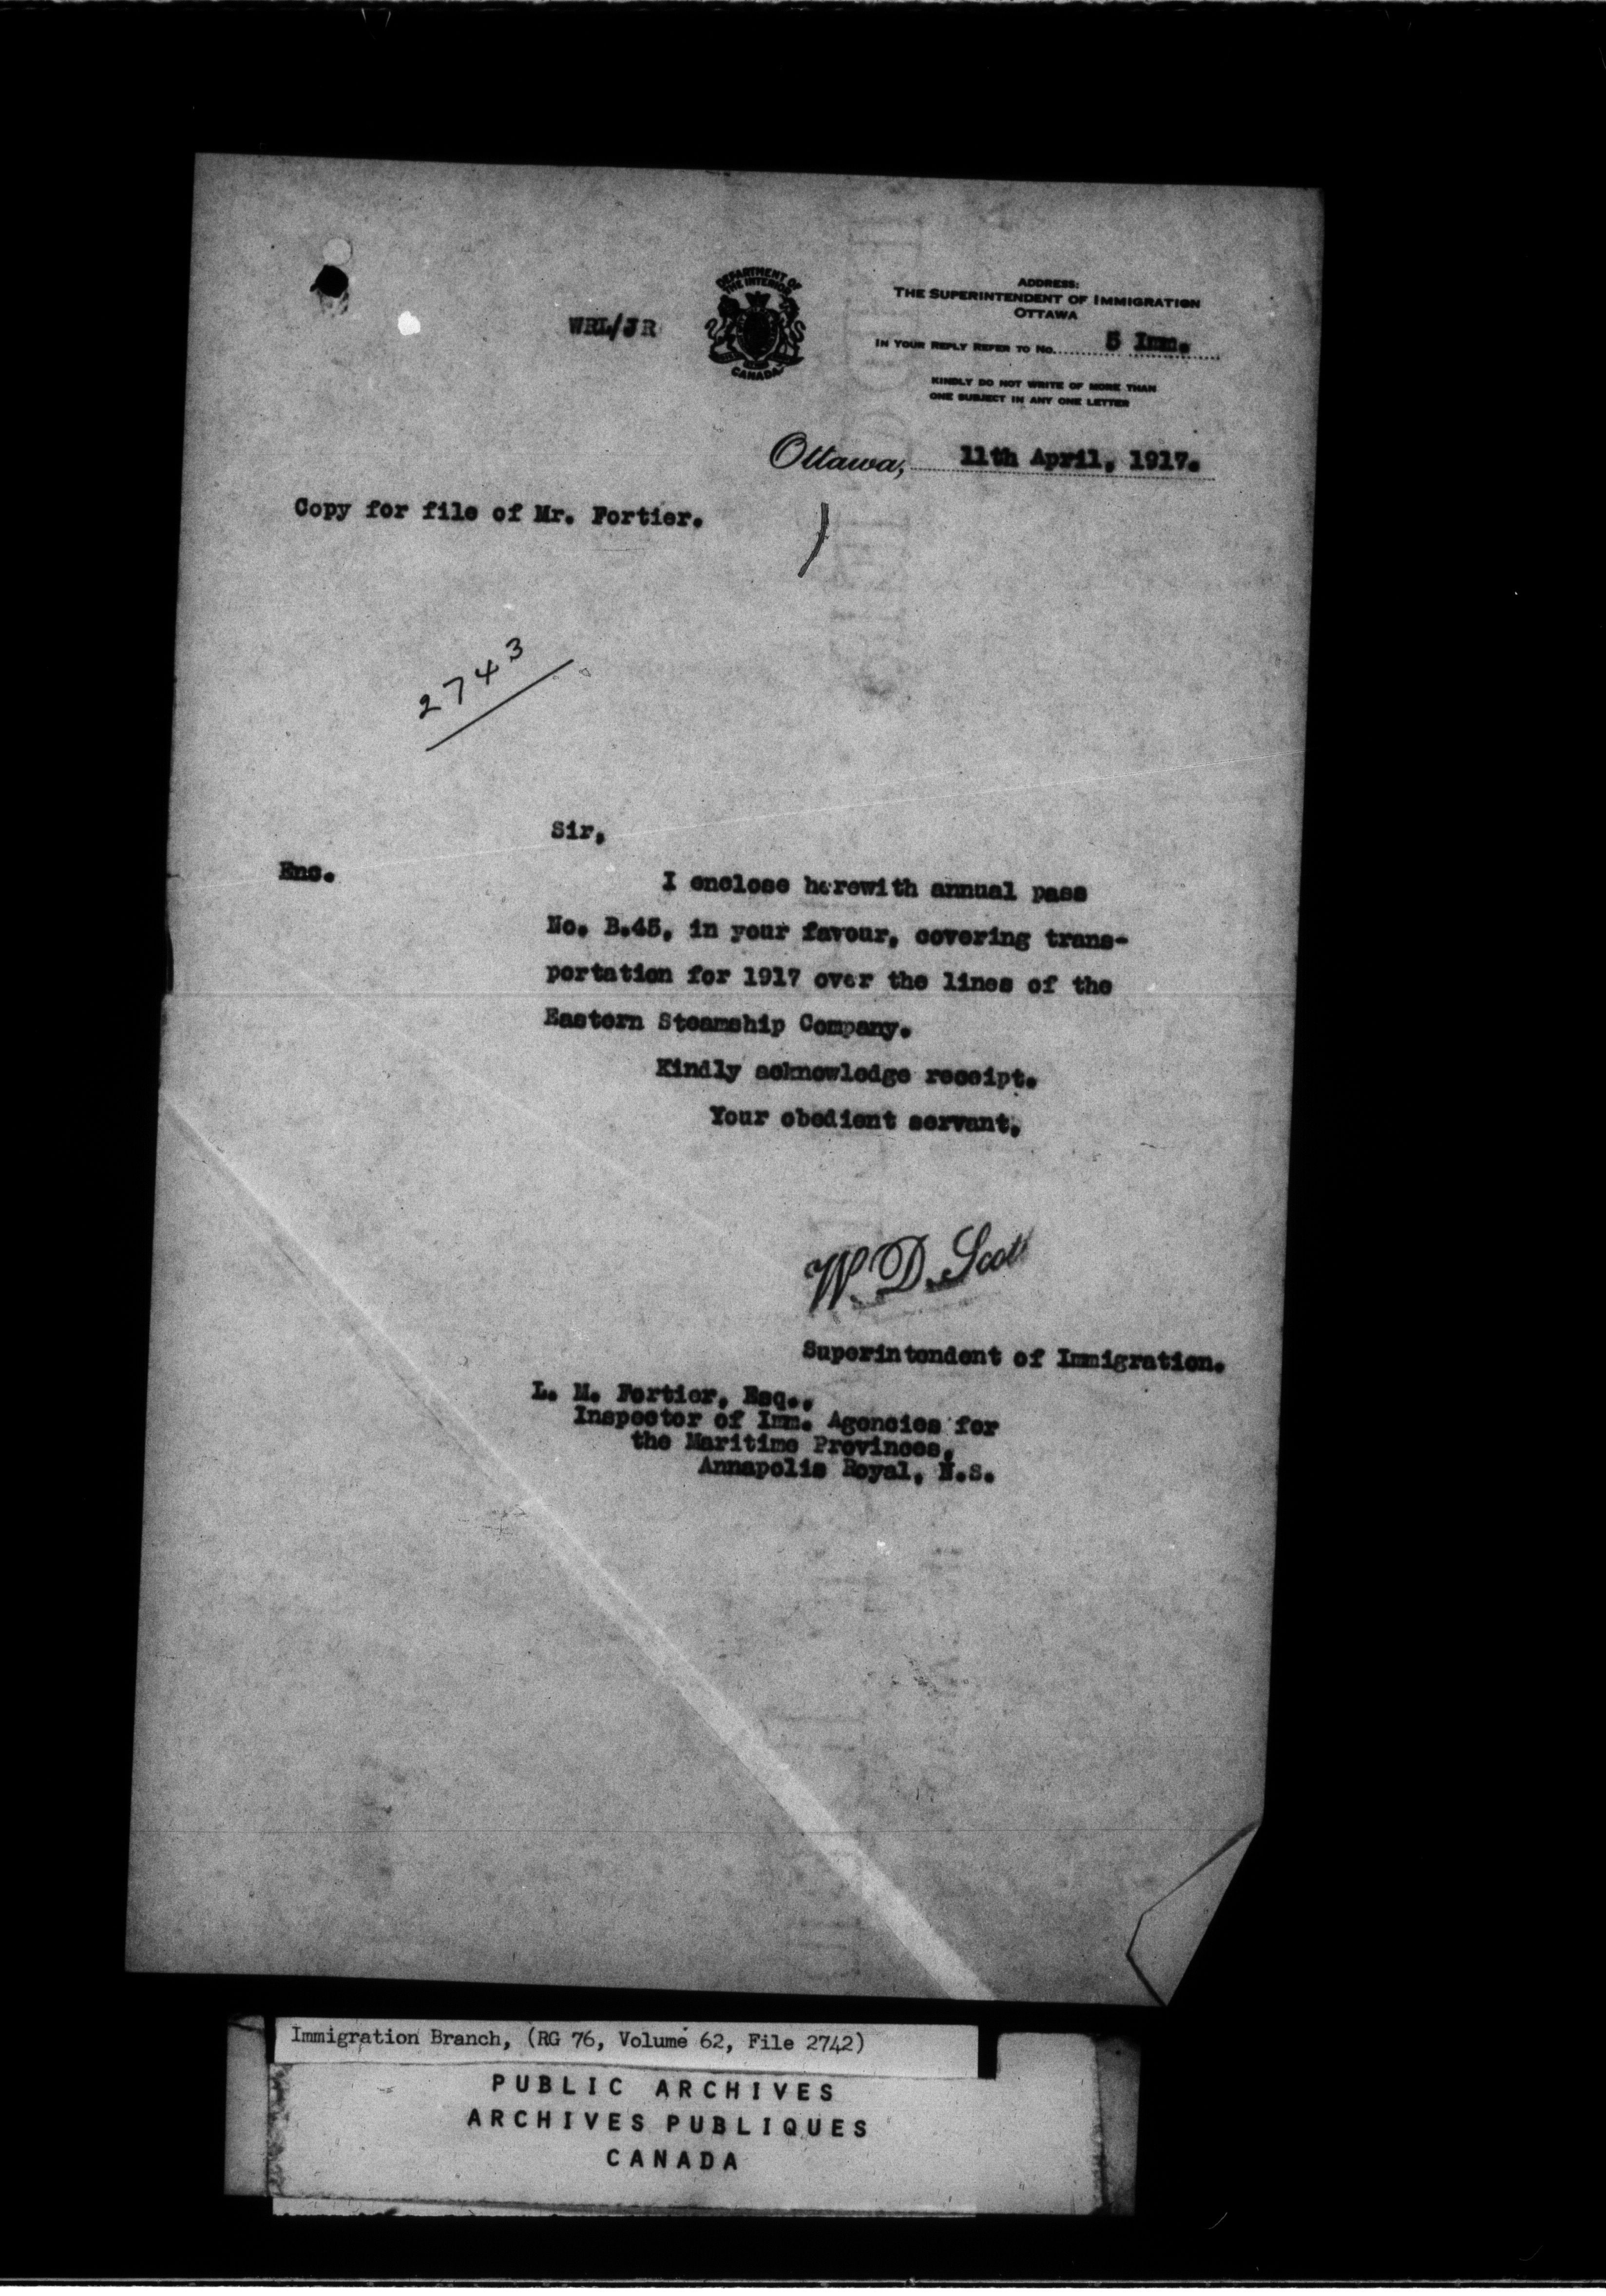 DEPARTMENT OF
THE INTERIOR
CANADA
WRL/JR
ADDRESS:
THE SUPERINTENDENT OF IMMIGRATION
OTTAWA
IN YOUR REPLY REFER TO No. 5 Imm.
KINDLY DO NOT WRITE OF MORE THAN
ONE SUBJECT IN ANY ONE LETTER
Ottawa, 11th April, 1917.
Copy for file of Mr. Fortier.
2743
Sir,
Enc.
I enclose herewith annual pass
No. B.45, in your favour, covering trans-
portation for 1917 over the lines of the
Eastern Steamship Company.
Kindly acknowledge receipt.
Your obedient servant,
W. D. Scott
Superintendent of Immigration.
L. M. Fortier, Esq.,
Inspector of Imm. Agencies for
the Maritime Provinces,
Annapolis Royal, N.S.
Immigration Branch, (RG 76, Volume 62, File 2742)
PUBLIC ARCHIVES
ARCHIVES PUBLIQUES
CANADA